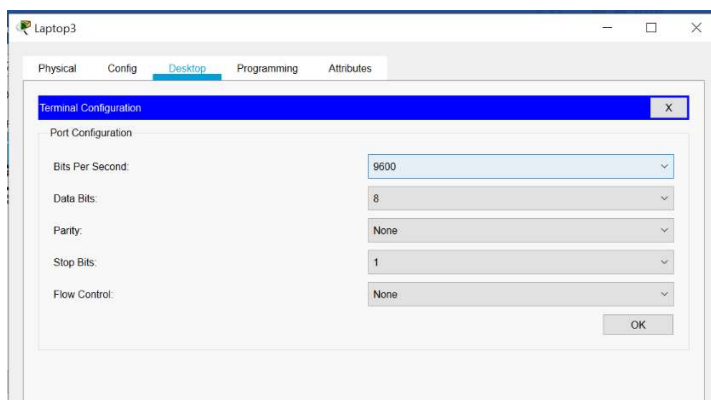 Laptop3
Physical Config Desktop Programming Attributes
Terminal Configuration X
Port Configuration
Bits Per Second: 9600
Data Bits: 8
Parity: None
Stop Bits: 1
Flow Control: None
OK